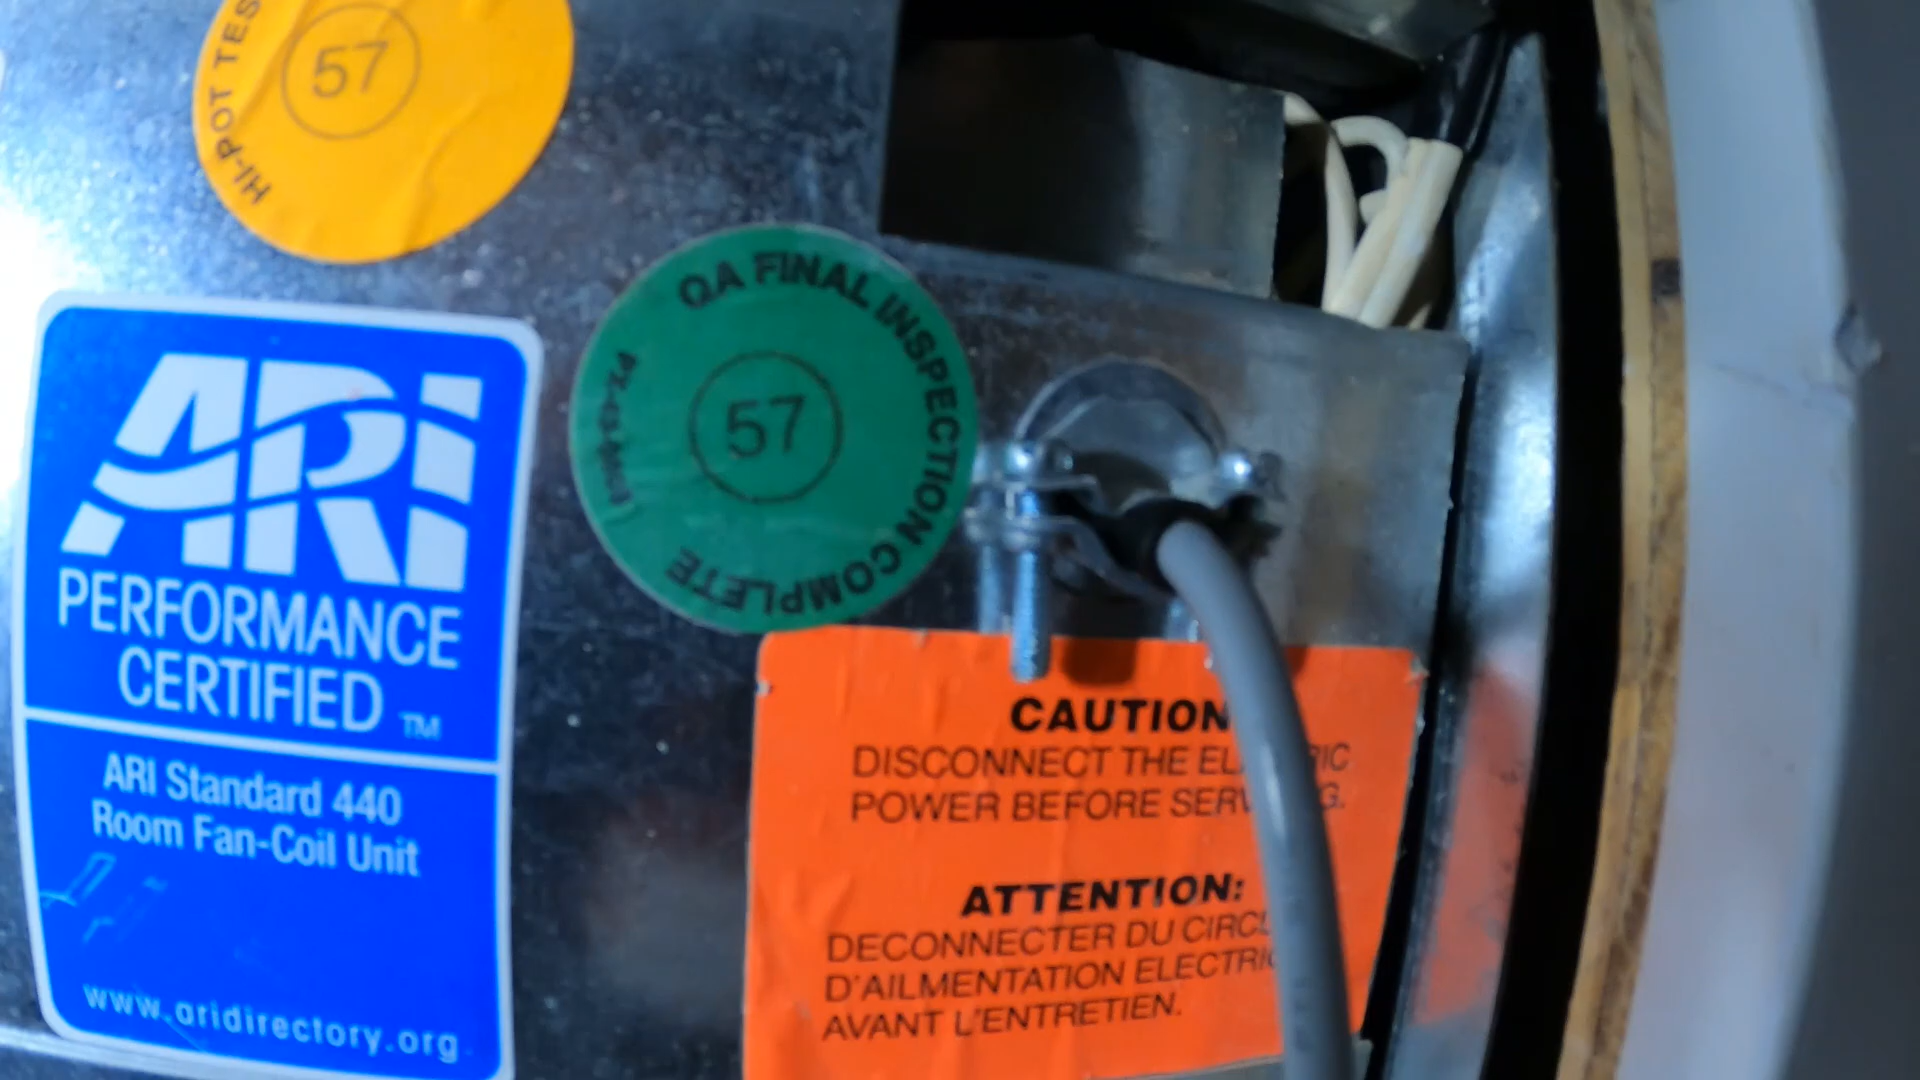 HI-POT TES
57
QA FINAL INSPECTION COMPLETE
57
ARI
PERFORMANCE
CERTIFIED TM
ARI Standard 440
Room Fan-Coil Unit
www.aridirectory.org
CAUTION
DISCONNECT THE EL RIC
POWER BEFORE SERV G.
ATTENTION:
DECONNECTER DU CIRC
D'AILMENTATION ELECTRI
AVANT L'ENTRETIEN.